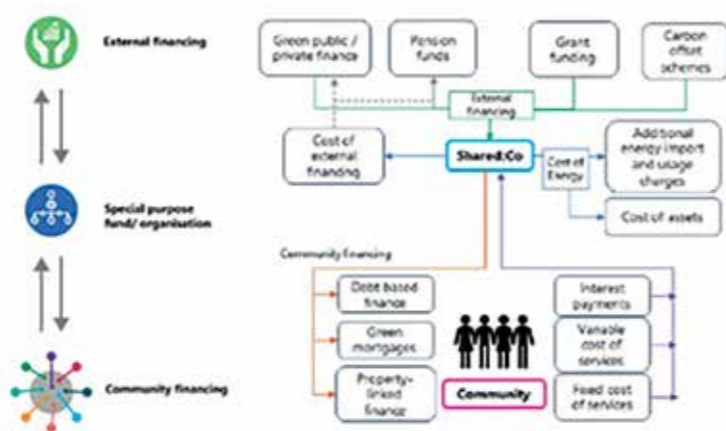 External financing
Green public /
private finance
Pension
funds
Grant
funding
Carbon
offset
schemes
External
financing
Cost of
external
financing
Shared:Co
Cost of
Energy
Additional
energy import
and usage
charges
Cost of assets
Special purpose
fund/ organisation
Community financing
Debt based
finance
Green
mortgages
Property-
linked
finance
Community
Interest
payments
Variable
cost of
services
Fixed cost
of services
Community financing